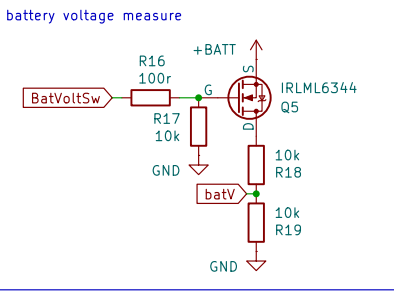 battery voltage measure
+BATT
R16
100r
S
BatVoltSw
G
IRLML6344
Q5
R17
10k
D
GND
10k
R18
batV
10k
R19
GND